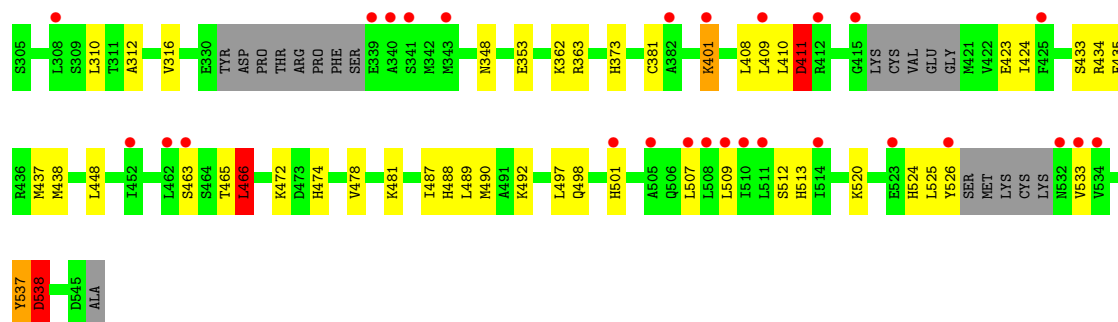 S305 L308 S309 L310 T311 A312 V316 E330 TYR ASP PRO THR ARG PRO PHE SER E339 A340 S341 M342 M343 N348 E353 K362 R363 H373 C381 A382 K401 L408 L409 L410 D411 R412 G415 LYS CYS VAL GLU GLY M421 V422 E423 I424 F425 S433 R434 F435
R436 M437 M438 L448 I452 L462 S463 S464 T465 L466 K472 D473 H474 V478 K481 I487 H488 L489 M490 A491 K492 L497 Q498 H501 A505 Q506 L507 L508 L509 I510 L511 S512 H513 I514 K520 E523 H524 L525 Y526 SER MET LYS CYS LYS N532 V533 V534
Y537 D538 D545 ALA